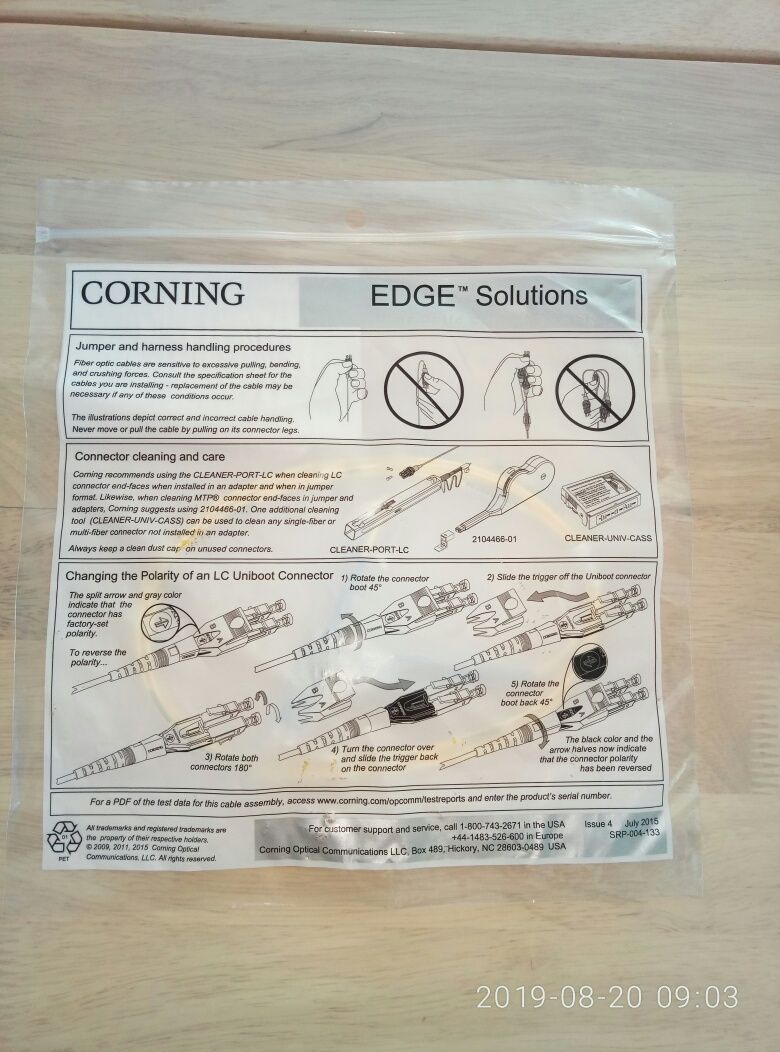 CORNING
EDGE™ Solutions
Jumper and harness handling procedures
Fiber optic cables are sensitive to excessive pulling, bending,
and crushing forces. Consult the specification sheet for the
cables you are installing - replacement of the cable may be
necessary if any of these conditions occur.
The illustrations depict correct and incorrect cable handling.
Never move or pull the cable by pulling on its connector legs.
Connector cleaning and care
Corning recommends using the CLEANER-PORT-LC when cleaning LC
connector end-faces when installed in an adapter and when in jumper
format. Likewise, when cleaning MTP® connector end-faces in jumper and
adapters, Corning suggests using 2104466-01. One additional cleaning
tool (CLEANER-UNIV-CASS) can be used to clean any single-fiber or
multi-fiber connector not installed in an adapter.
Always keep a clean dust cap on unused connectors.
CLEANER-PORT-LC
2104466-01
CLEANER-UNIV-CASS
Changing the Polarity of an LC Uniboot Connector
The split arrow and gray color
indicate that the
connector has
factory-set
polarity.
To reverse the
polarity...
1) Rotate the connector
boot 45°
2) Slide the trigger off the Uniboot connector
3) Rotate both
connectors 180°
4) Turn the connector over
and slide the trigger back
on the connector
5) Rotate the
connector
boot back 45°
The black color and the
arrow halves now indicate
that the connector polarity
has been reversed
For a PDF of the test data for this cable assembly, access www.corning.com/opcomm/testreports and enter the product's serial number.
01
PET
All trademarks and registered trademarks are
the property of their respective holders.
© 2009, 2011, 2015 Corning Optical
Communications, LLC. All rights reserved.
For customer support and service, call 1-800-743-2671 in the USA
+44-1483-526-600 in Europe
Corning Optical Communications LLC, Box 489, Hickory, NC 28603-0489 USA
Issue 4 July 2015
SRP-004-133
2019-08-20 09:03